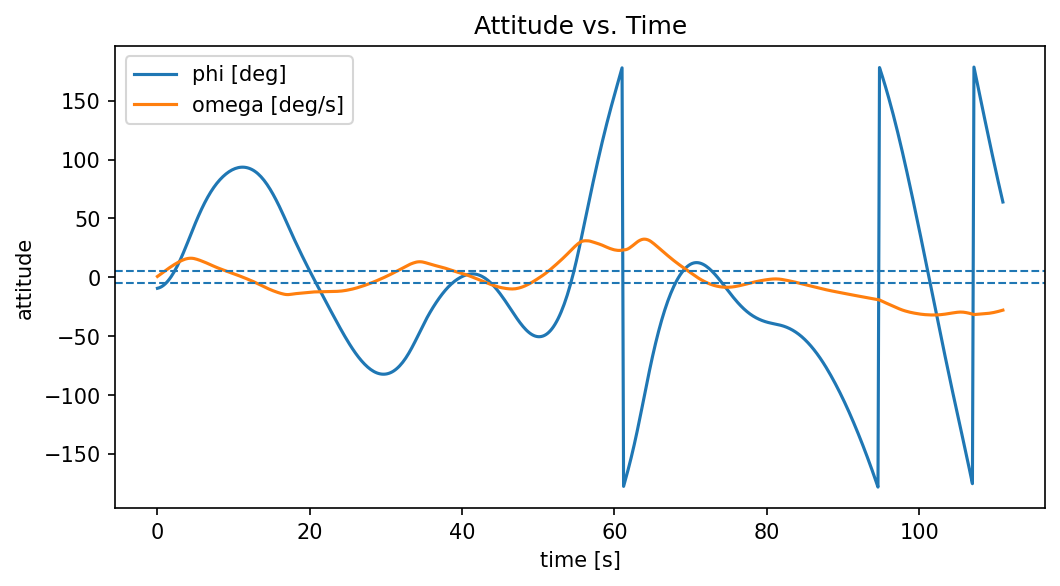 Attitude vs. Time
phi [deg]
omega [deg/s]
attitude
150
100
50
0
−50
−100
−150
0 20 40 60 80 100
time [s]